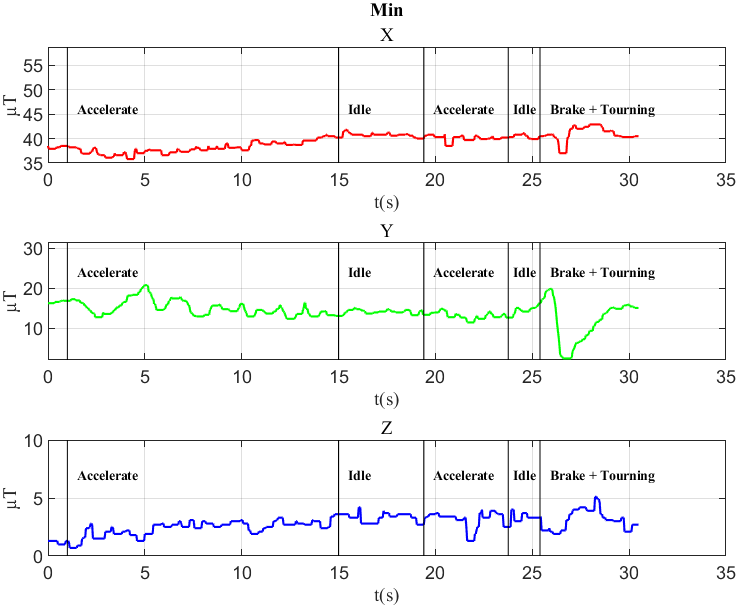 Min
X
μT
55
50
45
40
35
Accelerate
Idle
Accelerate
Idle
Brake + Tourning
0 5 10 15 20 25 30 35
t(s)
Y
μT
30
20
10
Accelerate
Idle
Accelerate
Idle
Brake + Tourning
0 5 10 15 20 25 30 35
t(s)
Z
μT
10
5
0
Accelerate
Idle
Accelerate
Idle
Brake + Tourning
0 5 10 15 20 25 30 35
t(s)